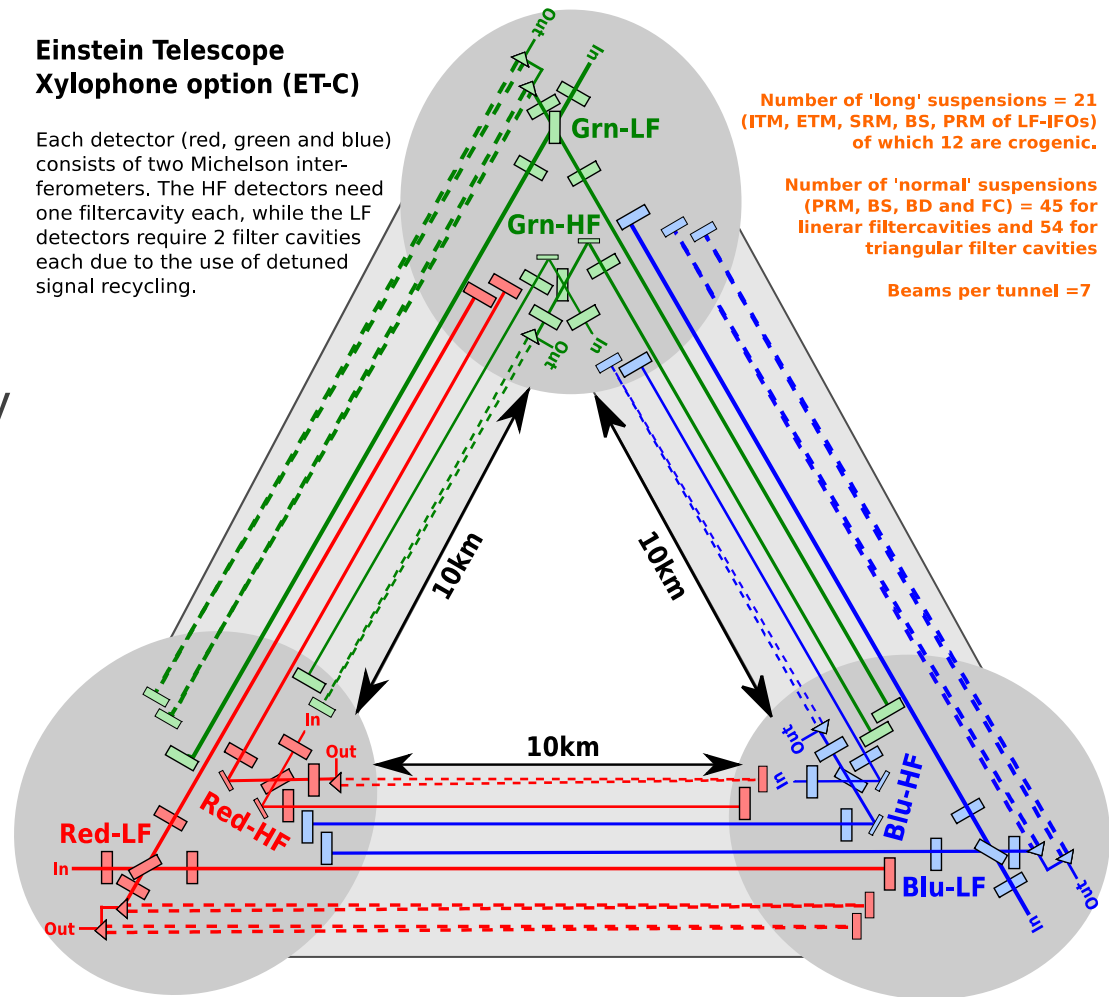 Einstein Telescope
Xylophone option (ET-C)
Each detector (red, green and blue)
consists of two Michelson inter-
ferometers. The HF detectors need
one filtercavity each, while the LF
detectors require 2 filter cavities
each due to the use of detuned
signal recycling.
Number of 'long' suspensions = 21
(ITM, ETM, SRM, BS, PRM of LF-IFOs)
of which 12 are crogenic.
Number of 'normal' suspensions
(PRM, BS, BD and FC) = 45 for
linerar filtercavities and 54 for
triangular filter cavities
Beams per tunnel =7
Out
In
Grn-LF
Grn-HF
Out
In
10km
10km
10km
In
Out
Red-HF
Red-LF
In
Out
Out
In
Blu-HF
Blu-LF
Out
In